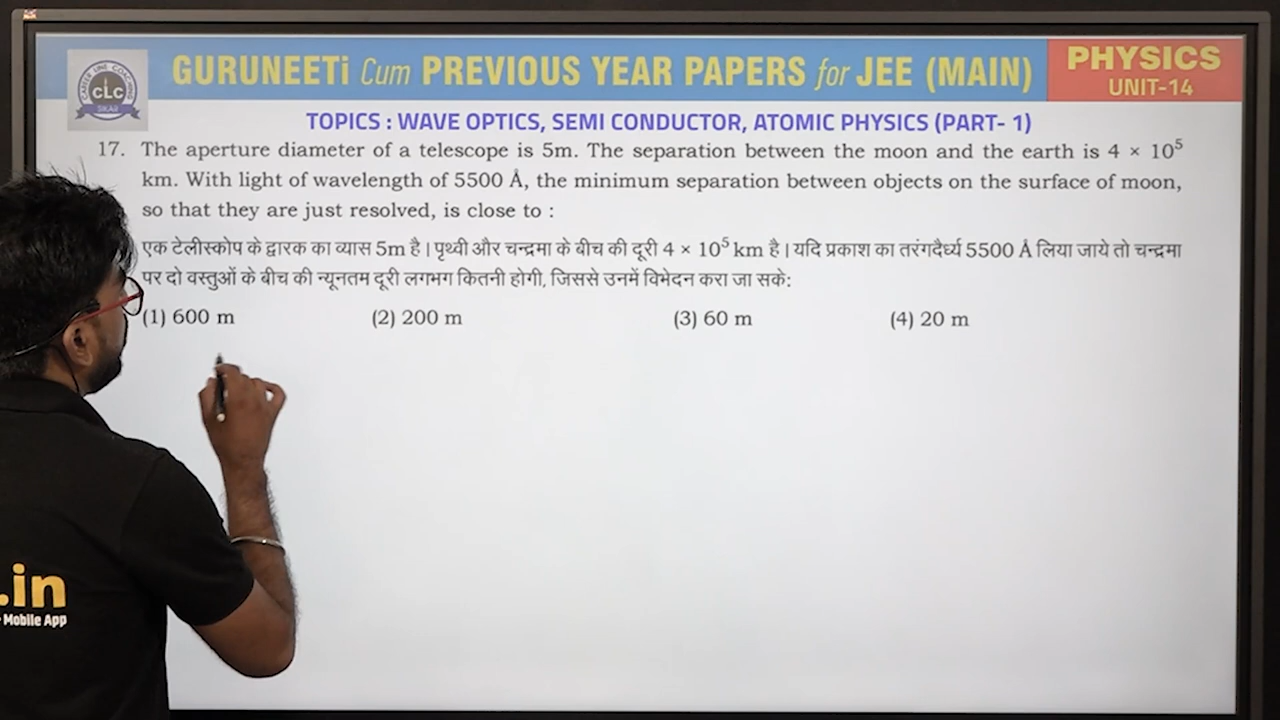 GURUNEETi Cum PREVIOUS YEAR PAPERS for JEE (MAIN)
PHYSICS
UNIT-14
CLC
SIKAR
TOPICS : WAVE OPTICS, SEMI CONDUCTOR, ATOMIC PHYSICS (PART- 1)
17. The aperture diameter of a telescope is 5m. The separation between the moon and the earth is 4 × 10⁵
km. With light of wavelength of 5500 Å, the minimum separation between objects on the surface of moon,
so that they are just resolved, is close to :
एक टेलीस्कोप के द्वारक का व्यास 5m है। पृथ्वी और चन्द्रमा के बीच की दूरी 4 × 10⁵ km है। यदि प्रकाश का तरंगदैर्ध्य 5500 Å लिया जाये तो चन्द्रमा
पर दो वस्तुओं के बीच की न्यूनतम दूरी लगभग कितनी होगी, जिससे उनमें विभेदन करा जा सके:
(1) 600 m (2) 200 m (3) 60 m (4) 20 m
.in
Mobile App